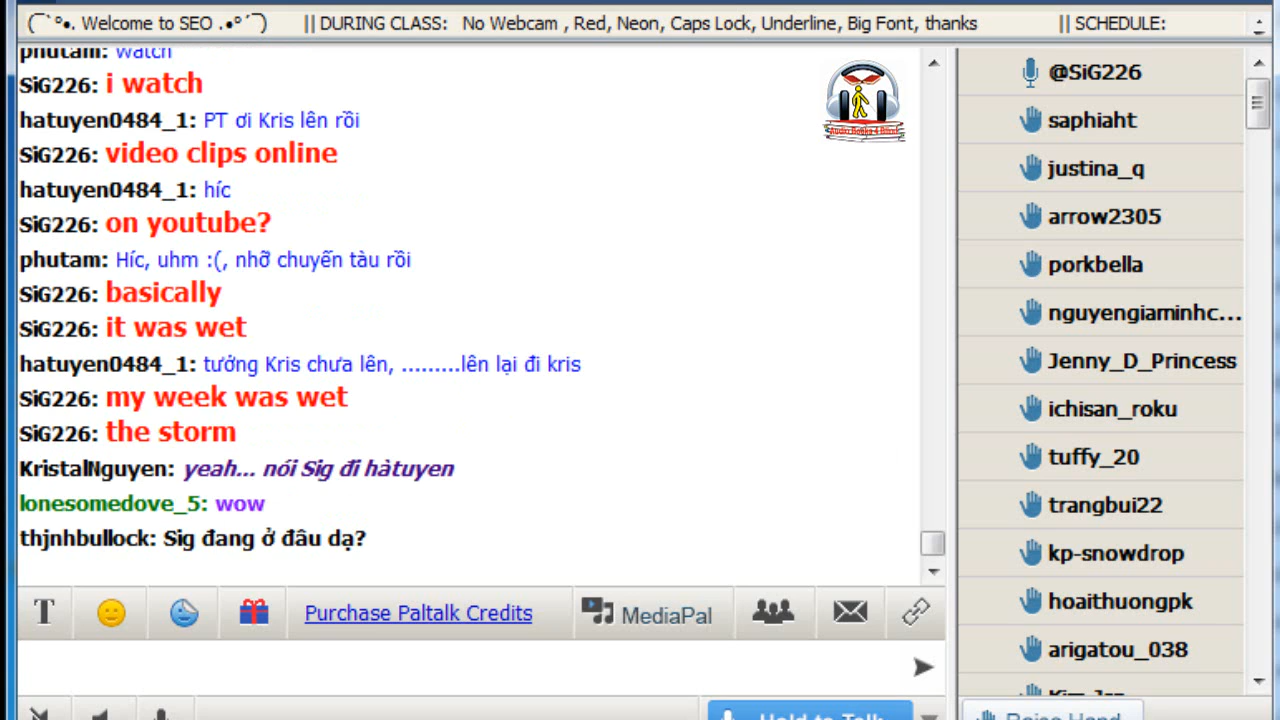 (¯`°•. Welcome to SEO .•°´¯) || DURING CLASS: No Webcam , Red, Neon, Caps Lock, Underline, Big Font, thanks || SCHEDULE:
phutam: watch
SiG226: i watch
hatuyen0484_1: PT ơi Kris lên rồi
SiG226: video clips online
hatuyen0484_1: híc
SiG226: on youtube?
phutam: Híc, uhm :(, nhỡ chuyến tàu rồi
SiG226: basically
SiG226: it was wet
hatuyen0484_1: tưởng Kris chưa lên, .........lên lại đi kris
SiG226: my week was wet
SiG226: the storm
KristalNguyen: yeah... nói Sig đi hàtuyen
lonesomedove_5: wow
thjnhbullock: Sig đang ở đâu dạ?
T Purchase Paltalk Credits MediaPal
Hold to Talk
@SiG226
saphiaht
justina_q
arrow2305
porkbella
nguyengiaminhc...
Jenny_D_Princess
ichisan_roku
tuffy_20
trangbui22
kp-snowdrop
hoaithuongpk
arigatou_038
Raise Hand